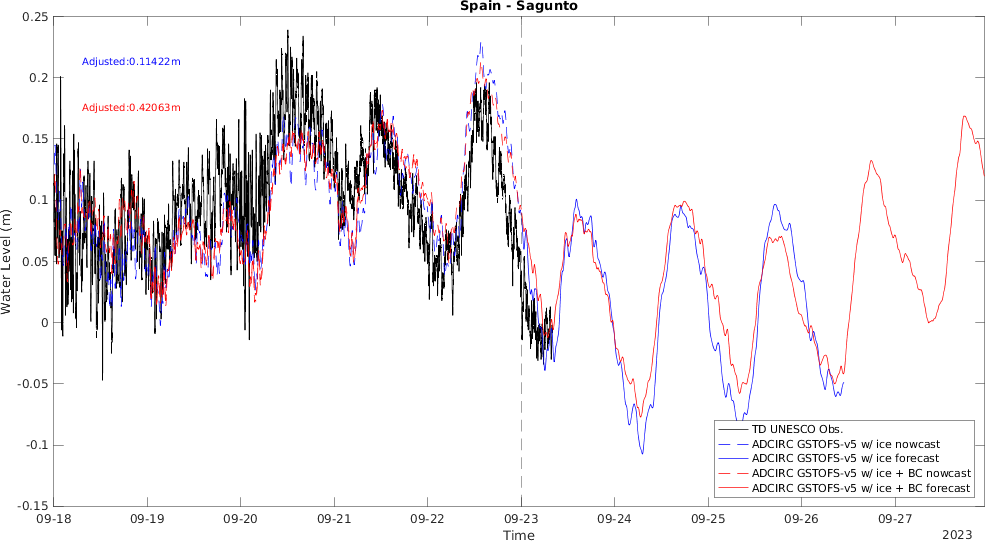 Spain - Sagunto
0.25
0.2
0.15
0.1
0.05
0
-0.05
-0.1
-0.15
Water Level (m)
Adjusted:0.11422m
Adjusted:0.42063m
TD UNESCO Obs.
ADCIRC GSTOFS-v5 w/ ice nowcast
ADCIRC GSTOFS-v5 w/ ice forecast
ADCIRC GSTOFS-v5 w/ ice + BC nowcast
ADCIRC GSTOFS-v5 w/ ice + BC forecast
09-18 09-19 09-20 09-21 09-22 09-23 09-24 09-25 09-26 09-27
Time
2023